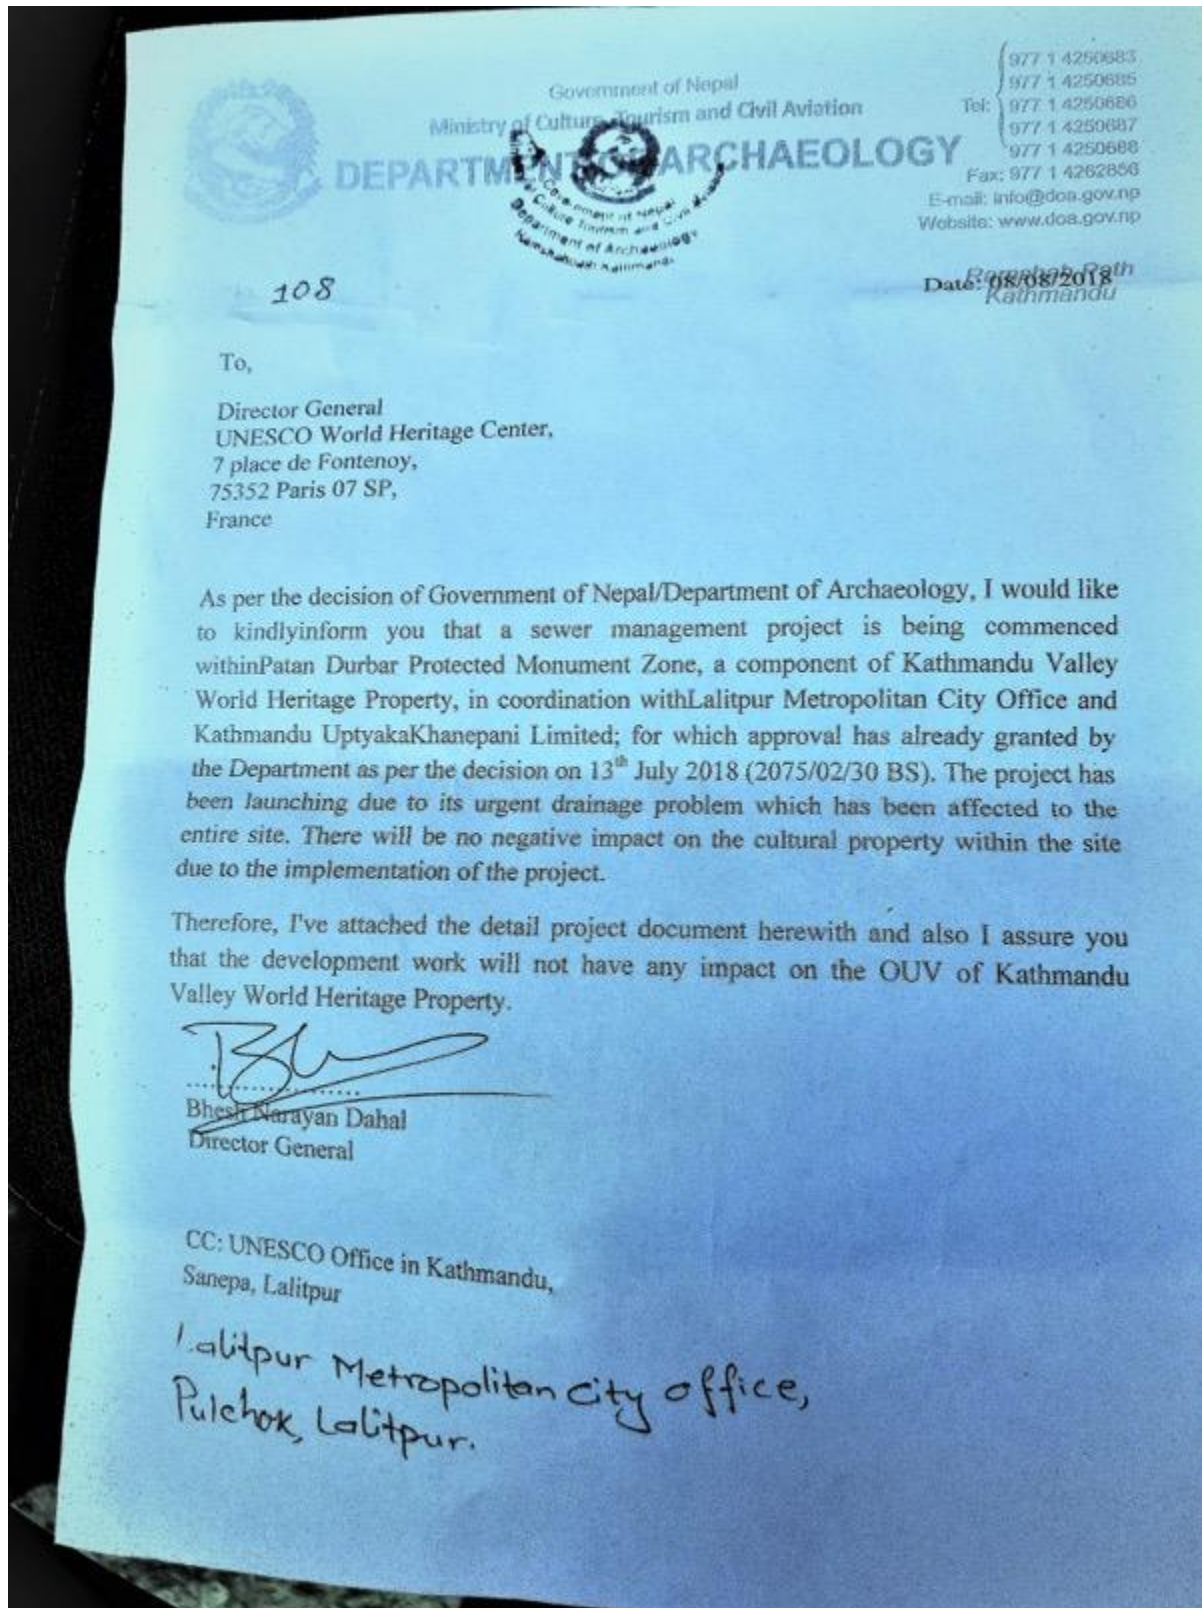 Government of Nepal
Ministry of Culture Tourism and Civil Aviation
DEPARTMENT OF ARCHAEOLOGY
977 1 4250683
977 1 4250685
Tel: 977 1 4250686
977 1 4250687
977 1 4250688
Fax: 977 1 4262856
E-mail: info@doa.gov.np
Website: www.doa.gov.np
Government of Nepal
Culture Tourism and Civil
Department of Archaeology
108
Date: 08/08/2018
Kathmandu
To,
Director General
UNESCO World Heritage Center,
7 place de Fontenoy,
75352 Paris 07 SP,
France
As per the decision of Government of Nepal/Department of Archaeology, I would like
to kindlyinform you that a sewer management project is being commenced
withinPatan Durbar Protected Monument Zone, a component of Kathmandu Valley
World Heritage Property, in coordination withLalitpur Metropolitan City Office and
Kathmandu UptyakaKhanepani Limited; for which approval has already granted by
the Department as per the decision on 13th July 2018 (2075/02/30 BS). The project has
been launching due to its urgent drainage problem which has been affected to the
entire site. There will be no negative impact on the cultural property within the site
due to the implementation of the project.
Therefore, I've attached the detail project document herewith and also I assure you
that the development work will not have any impact on the OUV of Kathmandu
Valley World Heritage Property.
Bhesh Narayan Dahal
Director General
CC: UNESCO Office in Kathmandu,
Sanepa, Lalitpur
Lalitpur Metropolitan city office,
Pulchok, Lalitpur.